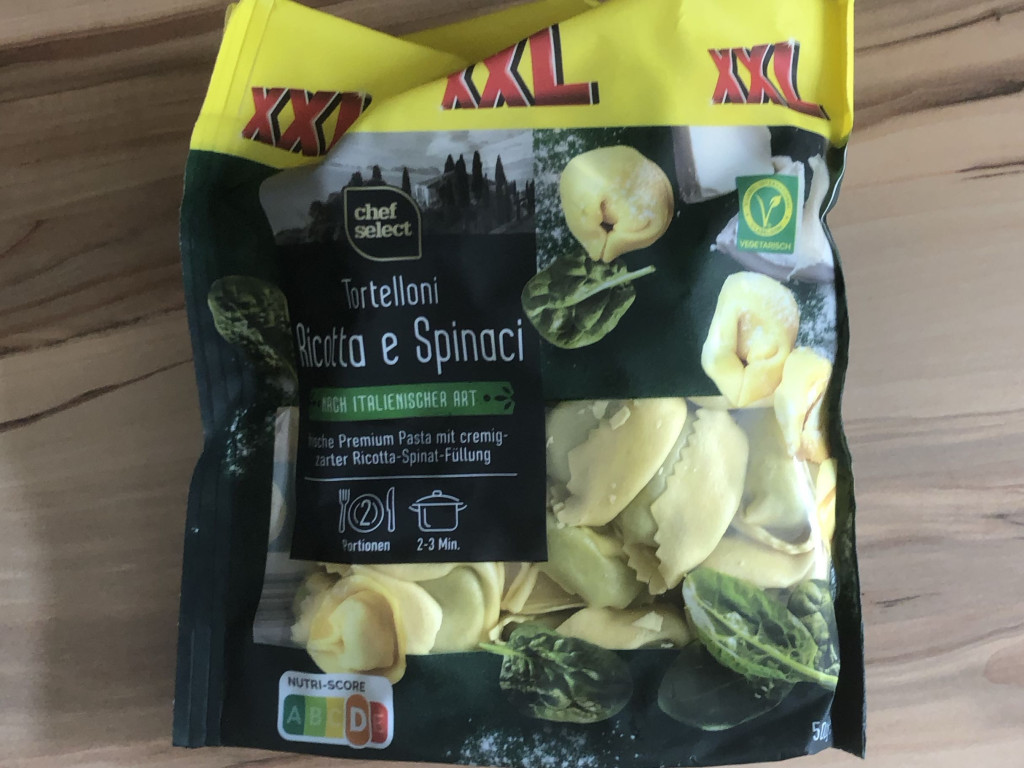 XXL XXL XXL
chef
select
VEGETARISCH
Tortelloni
Ricotta e Spinaci
NACH ITALIENISCHER ART
Premium Pasta mit cremig-
zarter Ricotta-Spinat-Füllung
2
Portionen 2-3 Min.
NUTRI-SCORE
A B C D E